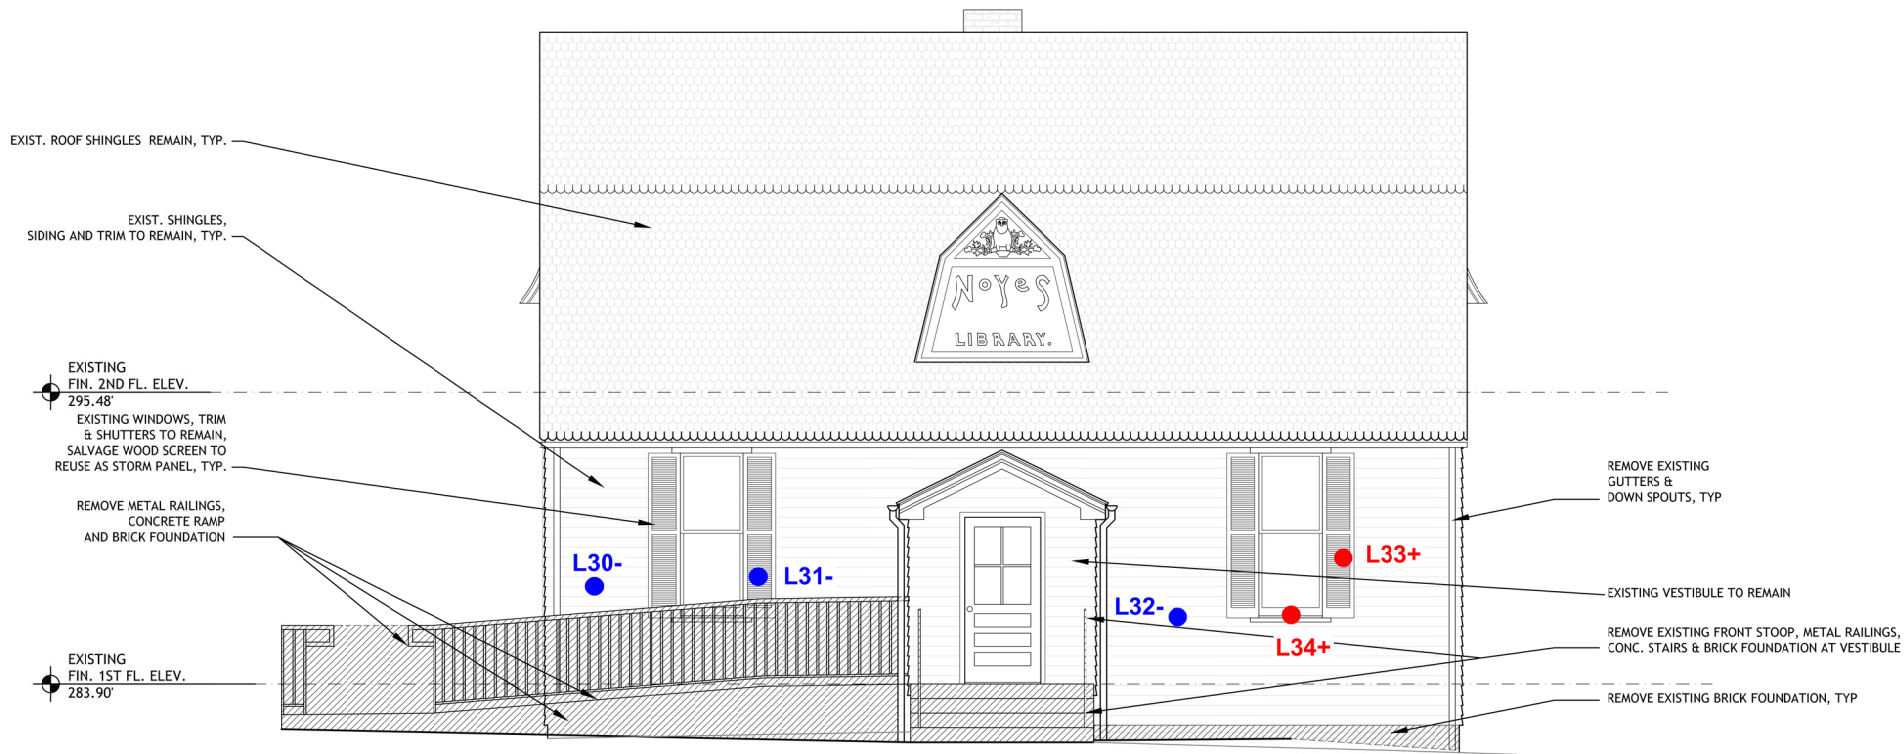 EXIST. ROOF SHINGLES REMAIN, TYP.
EXIST. SHINGLES,
SIDING AND TRIM TO REMAIN, TYP.
NOYES
LIBRARY.
EXISTING
FIN. 2ND FL. ELEV.
295.48'
EXISTING WINDOWS, TRIM
& SHUTTERS TO REMAIN,
SALVAGE WOOD SCREEN TO
REUSE AS STORM PANEL, TYP.
REMOVE METAL RAILINGS,
CONCRETE RAMP
AND BRICK FOUNDATION
EXISTING
FIN. 1ST FL. ELEV.
283.90'
L30-
L31-
L32-
L33+
L34+
REMOVE EXISTING
GUTTERS &
DOWN SPOUTS, TYP
EXISTING VESTIBULE TO REMAIN
REMOVE EXISTING FRONT STOOP, METAL RAILINGS,
CONC. STAIRS & BRICK FOUNDATION AT VESTIBULE
REMOVE EXISTING BRICK FOUNDATION, TYP